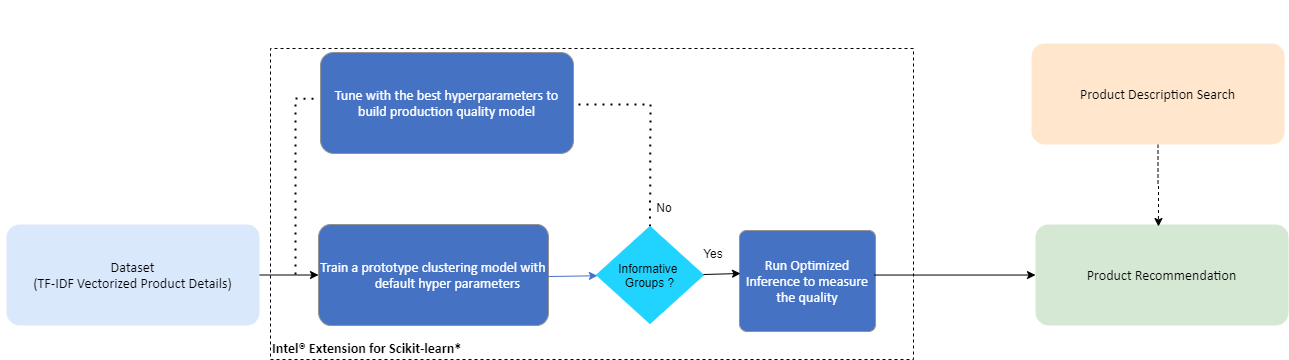 Tune with the best hyperparameters to
build production quality model
Product Description Search
No
Dataset
(TF-IDF Vectorized Product Details)
Train a prototype clustering model with
default hyper parameters
Informative
Groups ?
Yes
Run Optimized
Inference to measure
the quality
Product Recommendation
Intel® Extension for Scikit-learn*